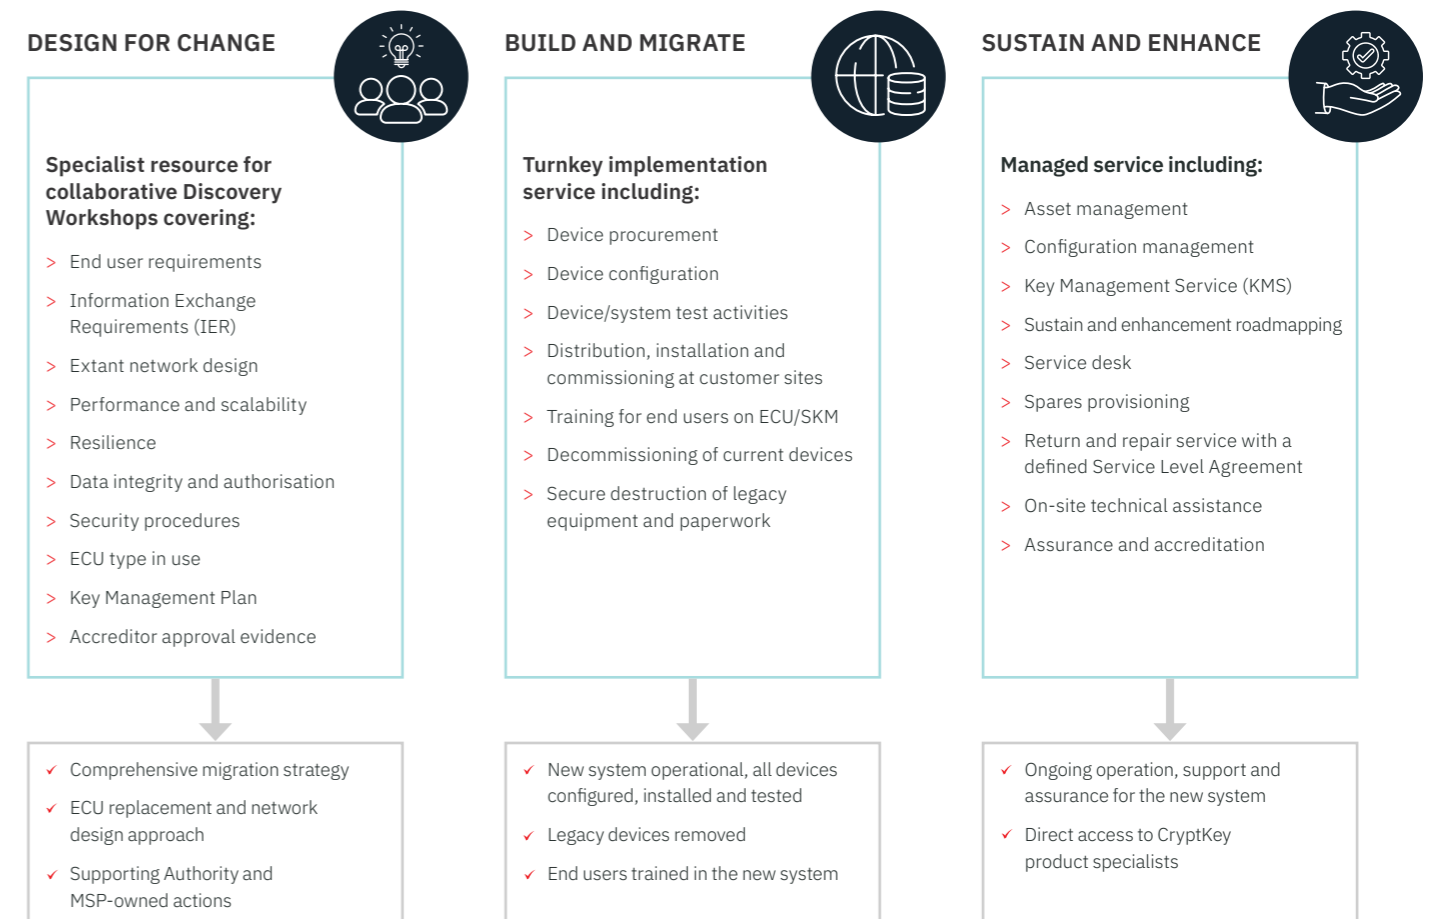 DESIGN FOR CHANGE
Specialist resource for
collaborative Discovery
Workshops covering:
> End user requirements
> Information Exchange
Requirements (IER)
> Extant network design
> Performance and scalability
> Resilience
> Data integrity and authorisation
> Security procedures
> ECU type in use
> Key Management Plan
> Accreditor approval evidence
✓ Comprehensive migration strategy
✓ ECU replacement and network
design approach
✓ Supporting Authority and
MSP-owned actions
BUILD AND MIGRATE
Turnkey implementation
service including:
> Device procurement
> Device configuration
> Device/system test activities
> Distribution, installation and
commissioning at customer sites
> Training for end users on ECU/SKM
> Decommissioning of current devices
> Secure destruction of legacy
equipment and paperwork
✓ New system operational, all devices
configured, installed and tested
✓ Legacy devices removed
✓ End users trained in the new system
SUSTAIN AND ENHANCE
Managed service including:
> Asset management
> Configuration management
> Key Management Service (KMS)
> Sustain and enhancement roadmapping
> Service desk
> Spares provisioning
> Return and repair service with a
defined Service Level Agreement
> On-site technical assistance
> Assurance and accreditation
✓ Ongoing operation, support and
assurance for the new system
✓ Direct access to CryptKey
product specialists